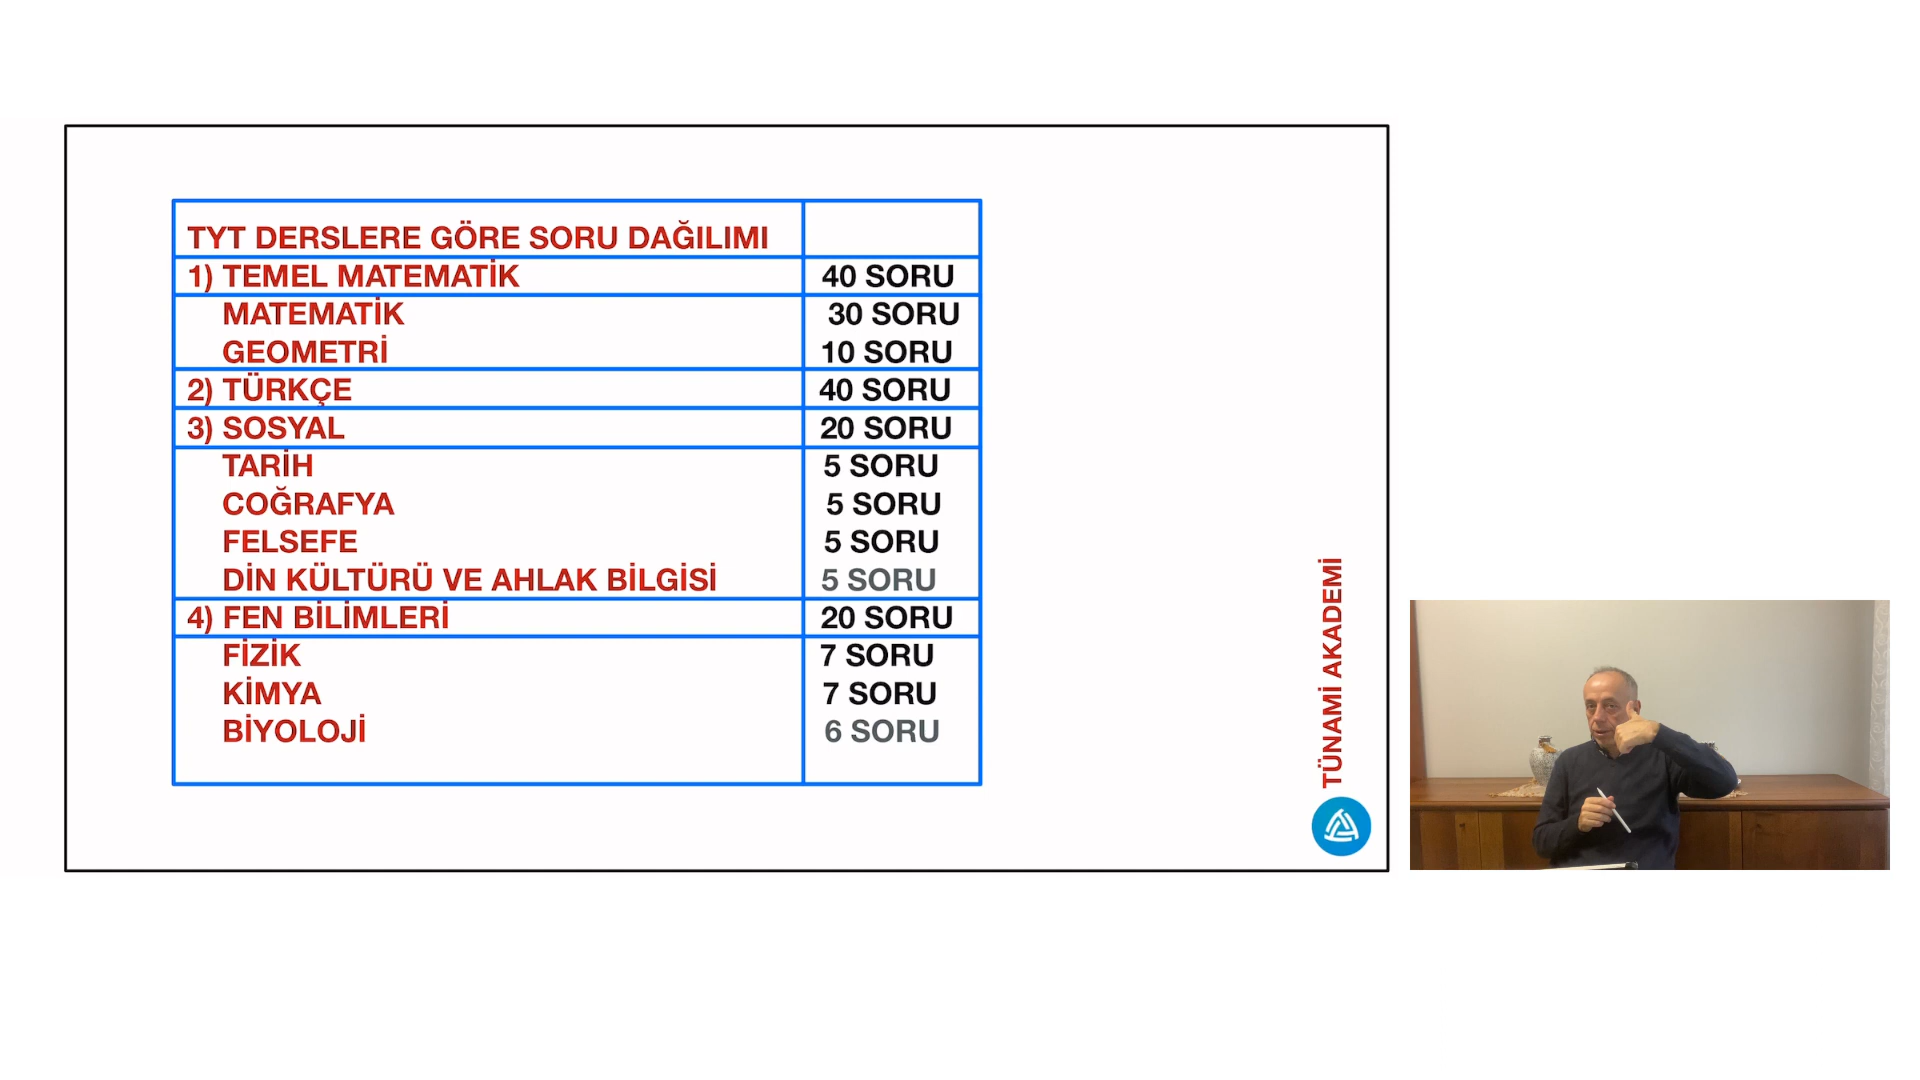 TYT DERSLERE GÖRE SORU DAĞILIMI
1) TEMEL MATEMATİK 40 SORU
MATEMATİK 30 SORU
GEOMETRİ 10 SORU
2) TÜRKÇE 40 SORU
3) SOSYAL 20 SORU
TARİH 5 SORU
COĞRAFYA 5 SORU
FELSEFE 5 SORU
DİN KÜLTÜRÜ VE AHLAK BİLGİSİ 5 SORU
4) FEN BİLİMLERİ 20 SORU
FİZİK 7 SORU
KİMYA 7 SORU
BİYOLOJİ 6 SORU
TÜNAMİ AKADEMİ